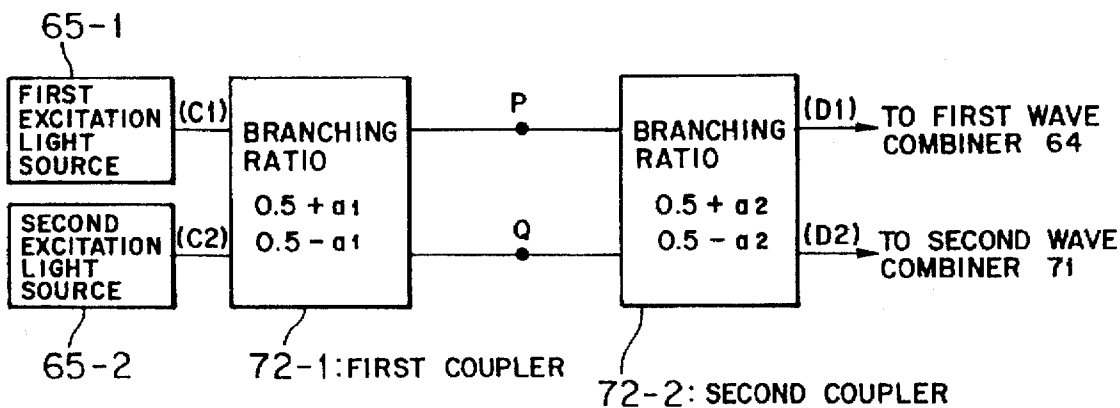 65-1
FIRST
EXCITATION
LIGHT
SOURCE
(C1)
SECOND
EXCITATION
LIGHT
SOURCE
(C2)
65-2
BRANCHING
RATIO
0.5 + a1
0.5 - a1
72-1: FIRST COUPLER
P
Q
BRANCHING
RATIO
0.5 + a2
0.5 - a2
72-2: SECOND COUPLER
(D1)
TO FIRST WAVE
COMBINER 64
(D2)
TO SECOND WAVE
COMBINER 71